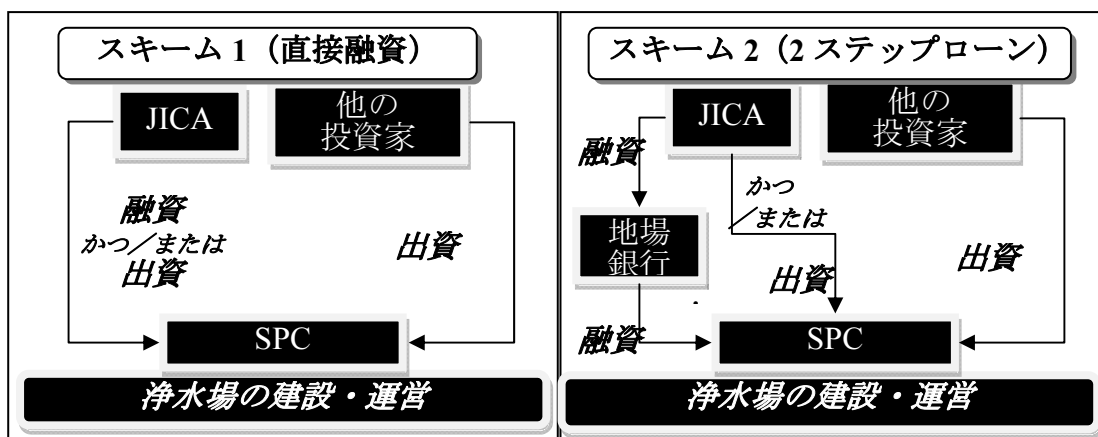 スキーム 1（直接融資）
JICA
他の
投資家
融資
かつ／または
出資
出資
SPC
浄水場の建設・運営
スキーム 2（2 ステップローン）
JICA
他の
投資家
融資
かつ
／または
地場
銀行
出資
出資
融資
SPC
浄水場の建設・運営